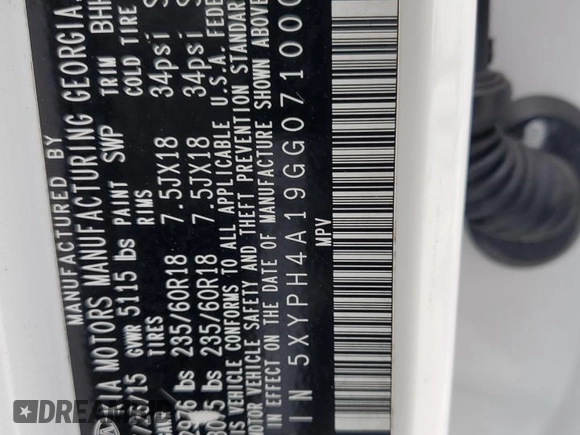 MANUFACTURED BY
KIA MOTORS MANUFACTURING GEORGIA
/15 GVWR 5115 lbs PAINT SWP TRIM
TIRES RIMS COLD TIRE
235/60R18 7.5JX18 34psi
235/60R18 7.5JX18 34psi
VEHICLE CONFORMS TO ALL APPLICABLE U.S.A. FEDE
MOTOR VEHICLE SAFETY AND THEFT PREVENTION STANDAR
IN EFFECT ON THE DATE OF MANUFACTURE SHOWN ABOVE
IN 5XYPH4A19GG071000
MPV
DREAM